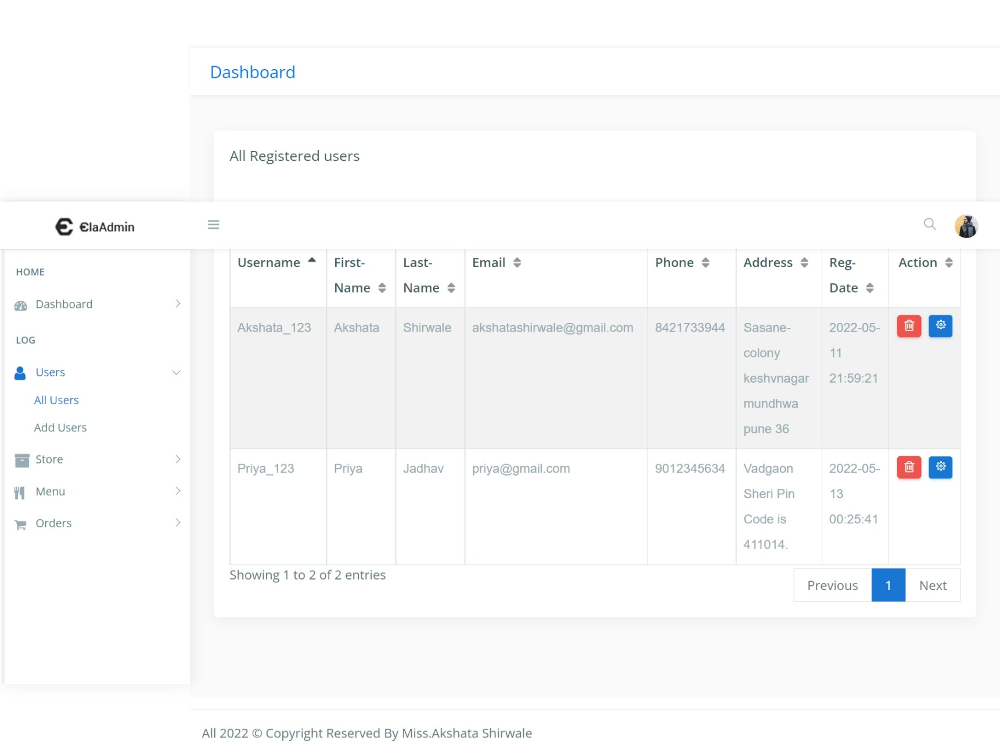 Dashboard
All Registered users
ЄlaAdmin
HOME
Dashboard
LOG
Users
All Users
Add Users
Store
Menu
Orders
Username First-Name Last-Name Email Phone Address Reg-Date Action
Akshata_123 Akshata Shirwale akshatashirwale@gmail.com 8421733944 Sasane-colony keshvnagar mundhwa pune 36 2022-05-11 21:59:21
Priya_123 Priya Jadhav priya@gmail.com 9012345634 Vadgaon Sheri Pin Code is 411014. 2022-05-13 00:25:41
Showing 1 to 2 of 2 entries
Previous 1 Next
All 2022 © Copyright Reserved By Miss.Akshata Shirwale